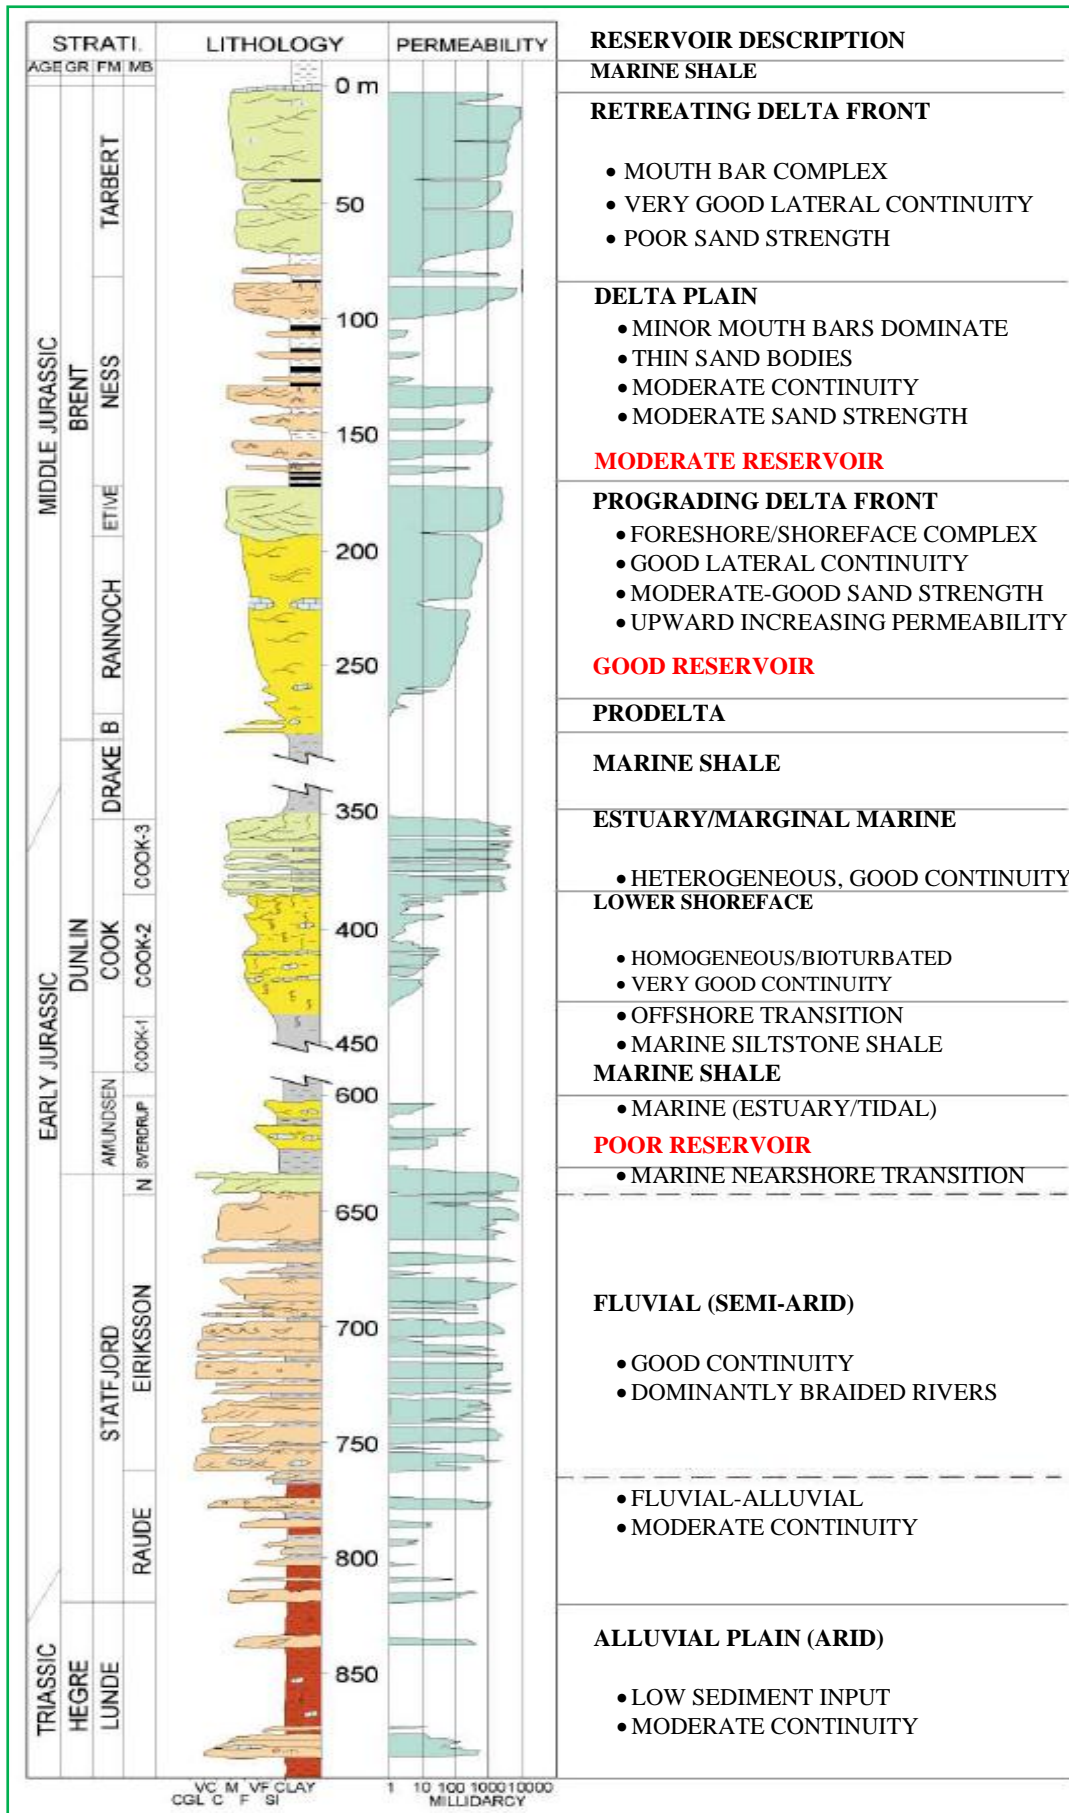 STRATI.
LITHOLOGY
PERMEABILITY
RESERVOIR DESCRIPTION
AGE GR FM MB
MARINE SHALE
0 m
RETREATING DELTA FRONT
• MOUTH BAR COMPLEX
• VERY GOOD LATERAL CONTINUITY
• POOR SAND STRENGTH
TARBERT
50
DELTA PLAIN
• MINOR MOUTH BARS DOMINATE
• THIN SAND BODIES
• MODERATE CONTINUITY
• MODERATE SAND STRENGTH
MODERATE RESERVOIR
MIDDLE JURASSIC
BRENT
NESS
100
150
PROGRADING DELTA FRONT
• FORESHORE/SHOREFACE COMPLEX
• GOOD LATERAL CONTINUITY
• MODERATE-GOOD SAND STRENGTH
• UPWARD INCREASING PERMEABILITY
GOOD RESERVOIR
ETIVE
RANNOCH
200
250
PRODELTA
B
MARINE SHALE
DRAKE
350
ESTUARY/MARGINAL MARINE
• HETEROGENEOUS, GOOD CONTINUITY
COOK-3
LOWER SHOREFACE
• HOMOGENEOUS/BIOTURBATED
• VERY GOOD CONTINUITY
EARLY JURASSIC
DUNLIN
COOK
COOK-2
400
• OFFSHORE TRANSITION
• MARINE SILTSTONE SHALE
MARINE SHALE
COOK-1
450
600
• MARINE (ESTUARY/TIDAL)
POOR RESERVOIR
AMUNDSEN
SVERDRUP
• MARINE NEARSHORE TRANSITION
N
650
FLUVIAL (SEMI-ARID)
• GOOD CONTINUITY
• DOMINANTLY BRAIDED RIVERS
STATFJORD
EIRIKSSON
700
750
• FLUVIAL-ALLUVIAL
• MODERATE CONTINUITY
RAUDE
800
ALLUVIAL PLAIN (ARID)
• LOW SEDIMENT INPUT
• MODERATE CONTINUITY
TRIASSIC
HEGRE
LUNDE
850
VC M VF CLAY
CGL C F SI
1 10 100 1000 10000
MILLIDARCY